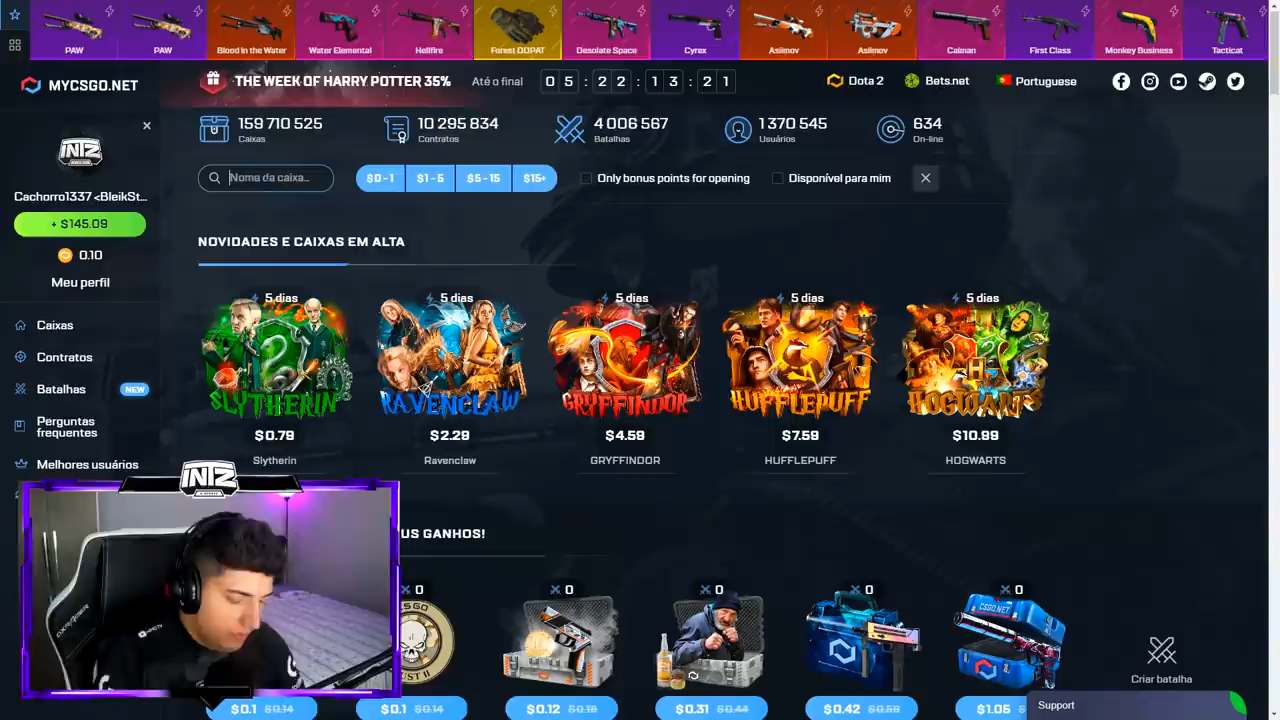 PAW
PAW
Blood in the Water
Water Elemental
Hellfire
Forest DDPAT
Desolate Space
Cyrex
Asiimov
Asiimov
Caiman
First Class
Monkey Business
Tacticat
MYCSGO.NET
THE WEEK OF HARRY POTTER 35%
Até o final
05:22:13:21
Dota 2
Bets.net
Portuguese
159 710 525
Caixas
10 295 834
Contratos
4 006 567
Batalhas
1 370 545
Usuários
634
On-line
INTZ
Cachorro1337 <BleikSt...
+ $145.09
0.10
Meu perfil
Nome da caixa...
$0 - 1
$1 - 5
$5 - 15
$15+
Only bonus points for opening
Disponível para mim
NOVIDADES E CAIXAS EM ALTA
5 dias
5 dias
5 dias
5 dias
5 dias
SLYTHERIN
RAVENCLAW
GRYFFINDOR
HUFFLEPUFF
HOGWARTS
$0.79
$2.29
$4.59
$7.59
$10.99
Slytherin
Ravenclaw
GRYFFINDOR
HUFFLEPUFF
HOGWARTS
Caixas
Contratos
Batalhas
NEW
Perguntas
frequentes
Melhores usuários
INTZ
US GANHOS!
0
0
0
0
0
CSGO.NET
$0.1 $0.14
$0.1 $0.14
$0.12 $0.18
$0.31 $0.44
$0.42 $0.59
$1.05
Criar batalha
Support